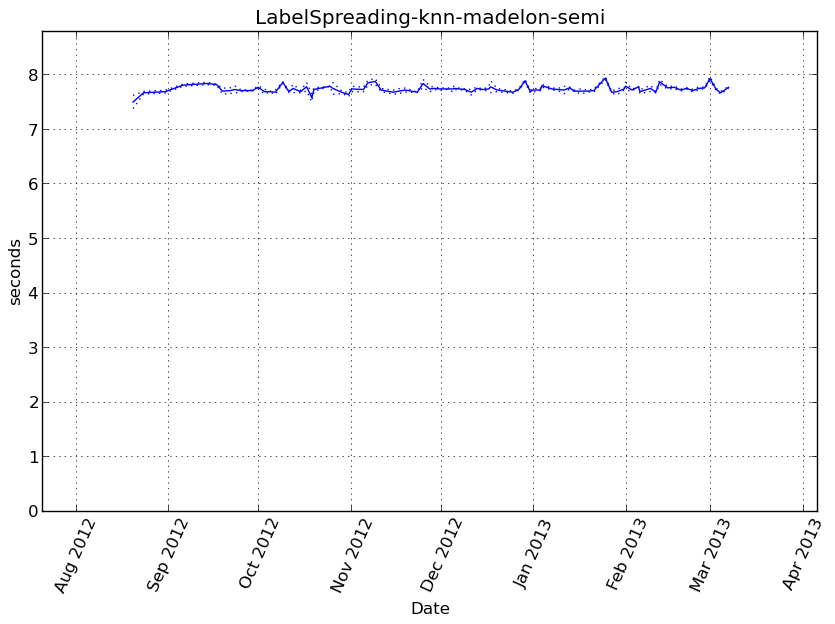 LabelSpreading-knn-madelon-semi
8
7
6
5
4
3
2
1
0
seconds
Aug 2012
Sep 2012
Oct 2012
Nov 2012
Dec 2012
Jan 2013
Feb 2013
Mar 2013
Apr 2013
Date